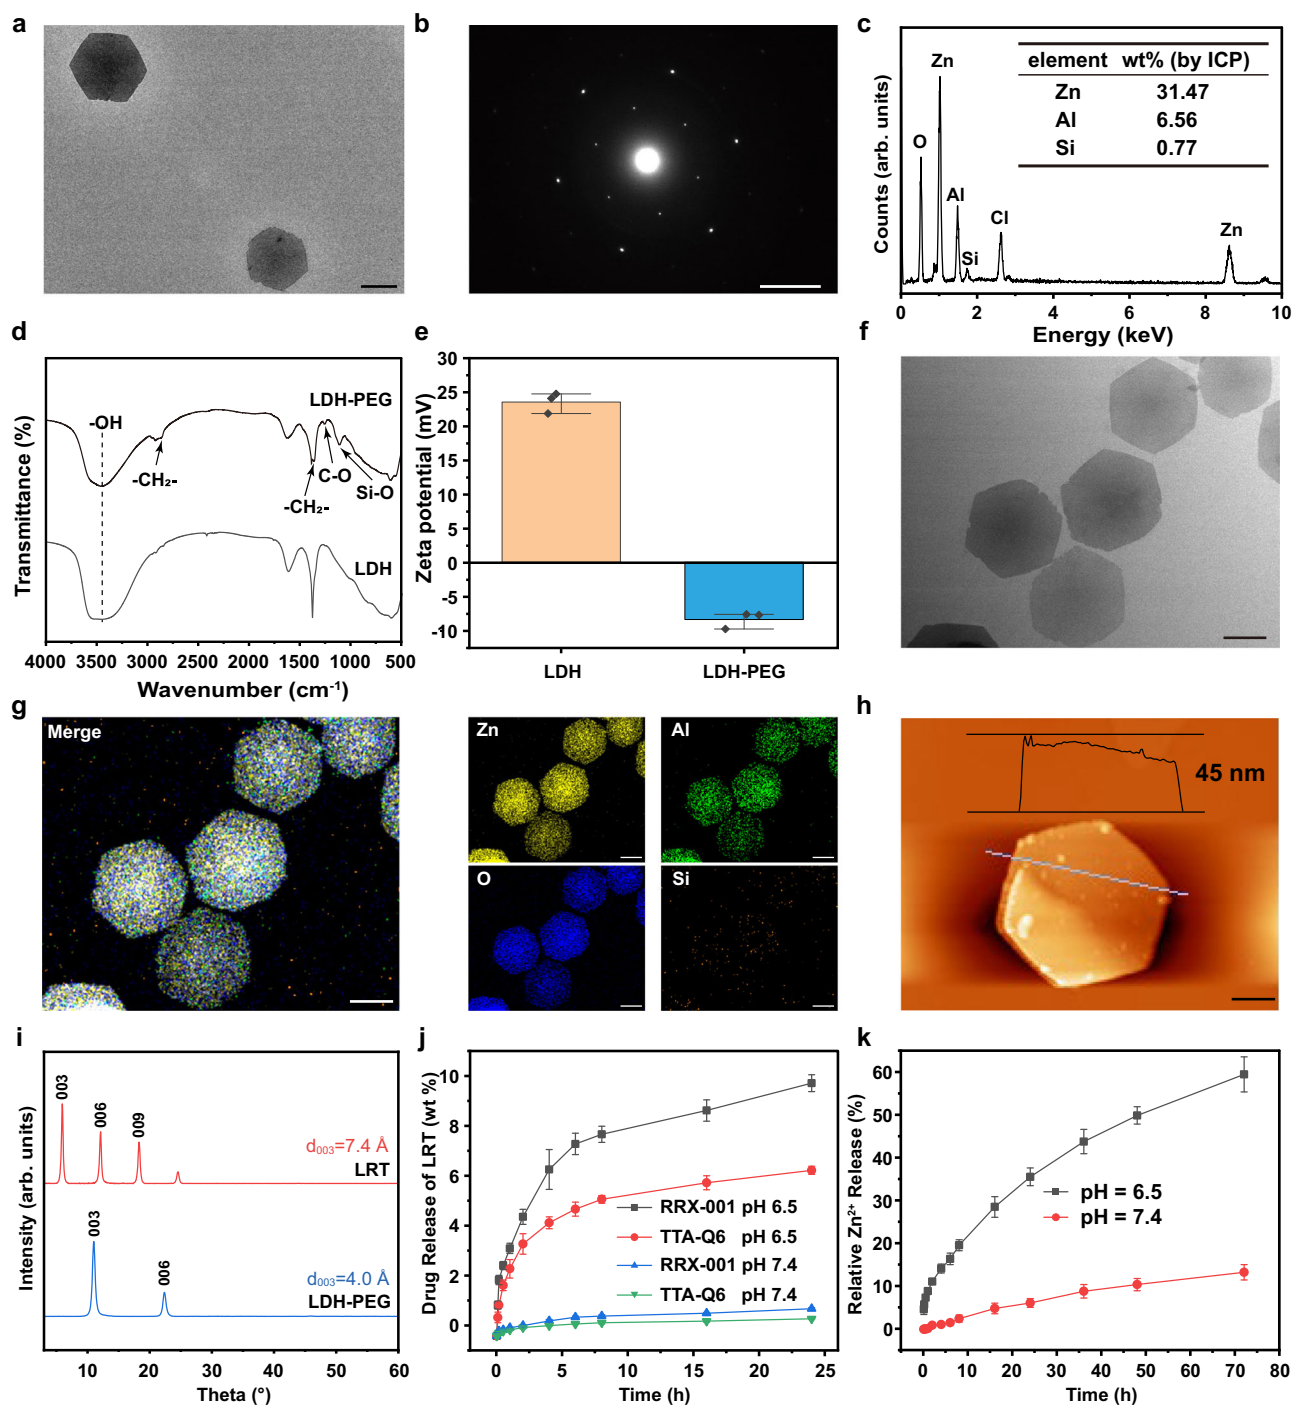 a
b
c
element wt% (by ICP)
Zn 31.47
Al 6.56
Si 0.77
O
Zn
Al
Si
Cl
Zn
Counts (arb. units)
0 2 4 6 8 10
Energy (keV)
d
LDH-PEG
-OH
-CH₂-
-CH₂-
C-O
Si-O
LDH
Transmittance (%)
4000 3500 3000 2500 2000 1500 1000 500
Wavenumber (cm⁻¹)
e
Zeta potential (mV)
30
25
20
15
10
5
0
-5
-10
LDH LDH-PEG
f
g
Merge
Zn
Al
O
Si
h
45 nm
i
Intensity (arb. units)
003
006
009
d₀₀₃=7.4 Å
LRT
003
006
d₀₀₃=4.0 Å
LDH-PEG
10 20 30 40 50 60
Theta (°)
j
Drug Release of LRT (wt %)
10
8
6
4
2
0
RRX-001 pH 6.5
TTA-Q6 pH 6.5
RRX-001 pH 7.4
TTA-Q6 pH 7.4
0 5 10 15 20 25
Time (h)
k
Relative Zn²⁺ Release (%)
60
50
40
30
20
10
0
pH = 6.5
pH = 7.4
0 10 20 30 40 50 60 70 80
Time (h)